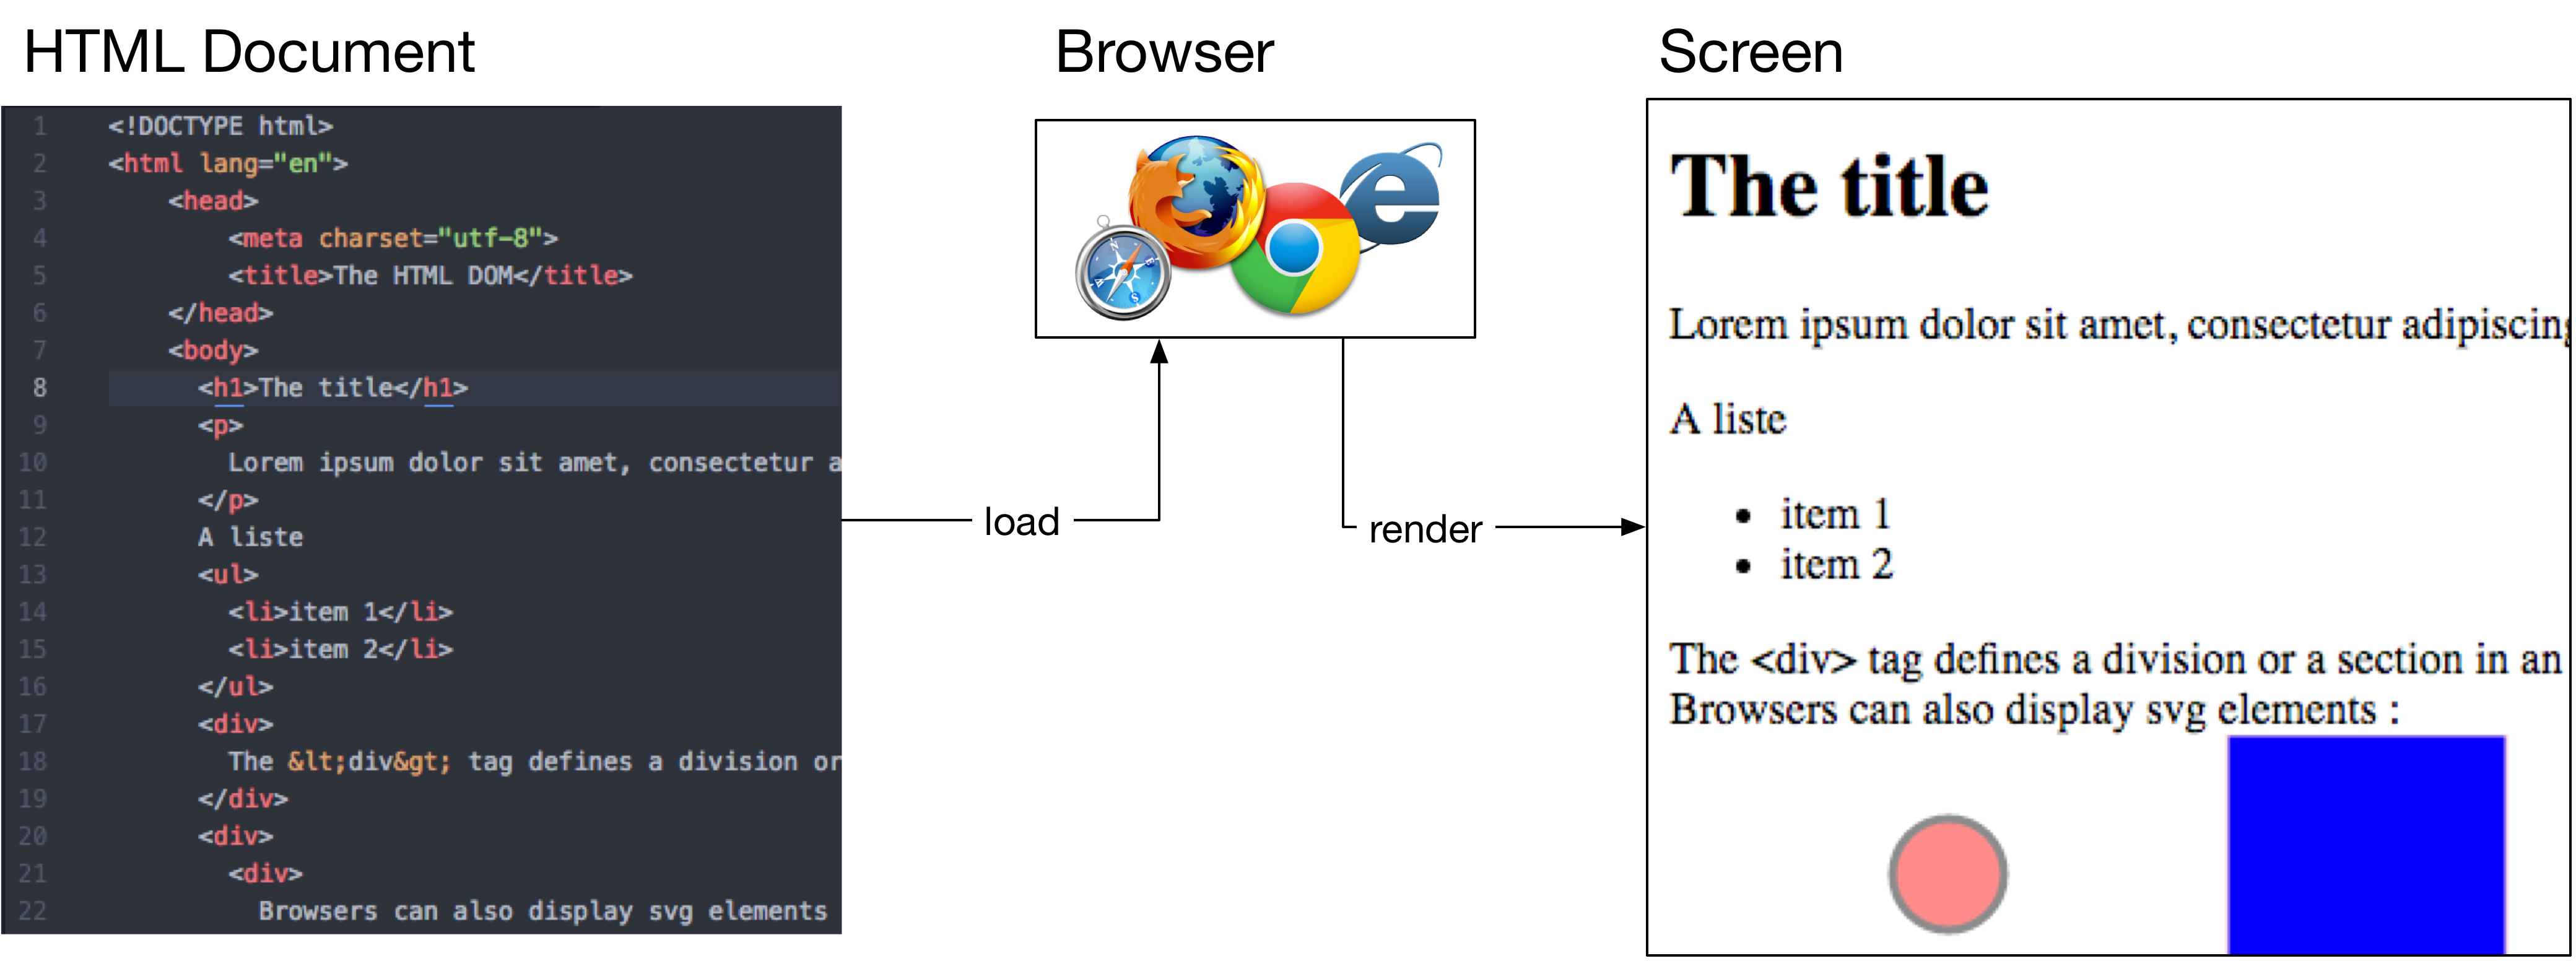 HTML Document
1 <!DOCTYPE html>
2 <html lang="en">
3 <head>
4 <meta charset="utf-8">
5 <title>The HTML DOM</title>
6 </head>
7 <body>
8 <h1>The title</h1>
9 <p>
10 Lorem ipsum dolor sit amet, consectetur a
11 </p>
12 A liste
13 <ul>
14 <li>item 1</li>
15 <li>item 2</li>
16 </ul>
17 <div>
18 The &lt;div&gt; tag defines a division or
19 </div>
20 <div>
21 <div>
22 Browsers can also display svg elements
load
Browser
render
Screen
The title
Lorem ipsum dolor sit amet, consectetur adipiscing
A liste
• item 1
• item 2
The <div> tag defines a division or a section in an
Browsers can also display svg elements :